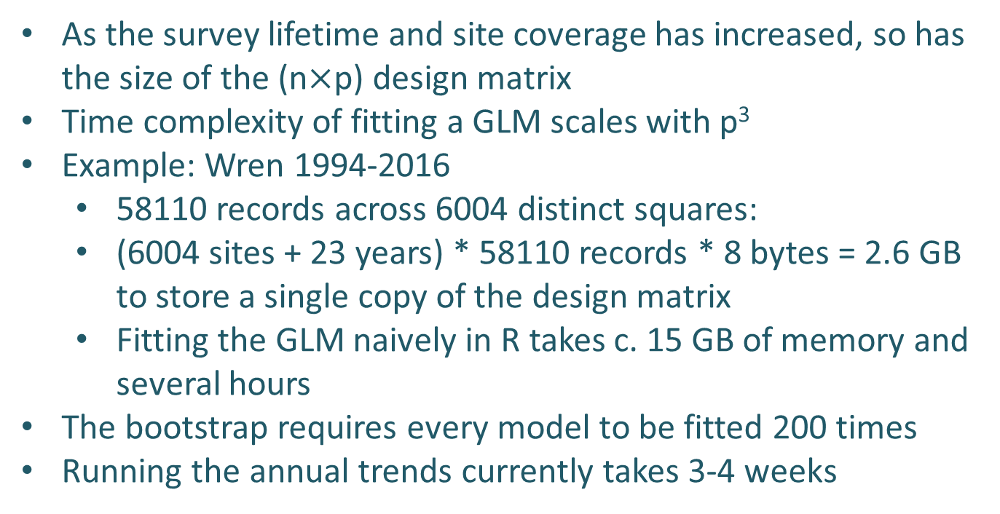 • As the survey lifetime and site coverage has increased, so has
the size of the (n×p) design matrix
• Time complexity of fitting a GLM scales with p³
• Example: Wren 1994-2016
• 58110 records across 6004 distinct squares:
• (6004 sites + 23 years) * 58110 records * 8 bytes = 2.6 GB
to store a single copy of the design matrix
• Fitting the GLM naively in R takes c. 15 GB of memory and
several hours
• The bootstrap requires every model to be fitted 200 times
• Running the annual trends currently takes 3-4 weeks